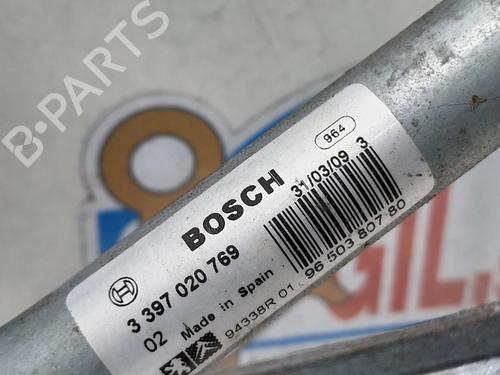 B-PARTS
964
BOSCH
31/03/09 3
3 397 020 769
96 503 807 80
02 Made in Spain
94338R 01
GIL